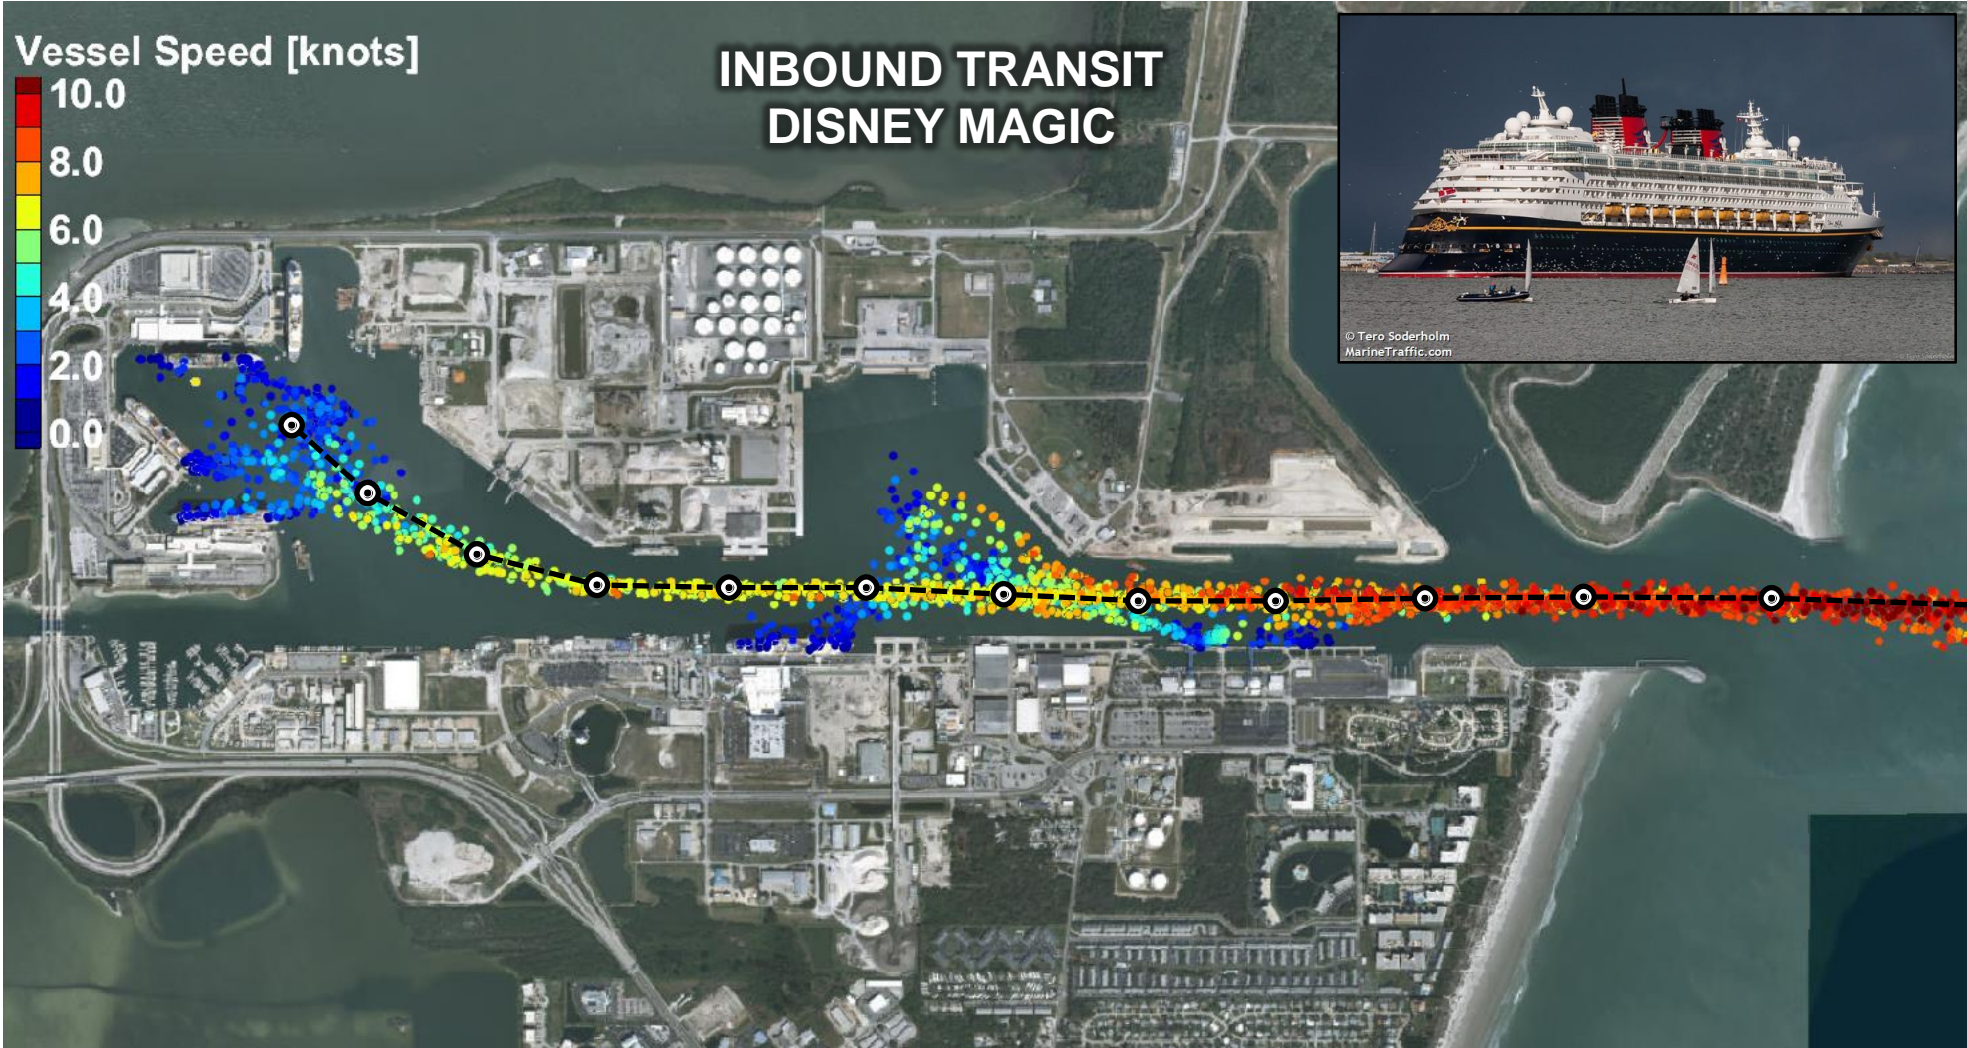 Vessel Speed [knots]
10.0
8.0
6.0
4.0
2.0
0.0
INBOUND TRANSIT
DISNEY MAGIC
© Tero Soderholm
MarineTraffic.com